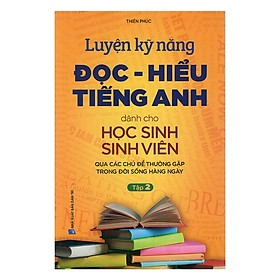 THIÊN PHÚC
Luyện kỹ năng
ĐỌC - HIỂU
TIẾNG ANH
dành cho
HỌC SINH
SINH VIÊN
QUA CÁC CHỦ ĐỀ THƯỜNG GẶP
TRONG ĐỜI SỐNG HÀNG NGÀY
Tập 2